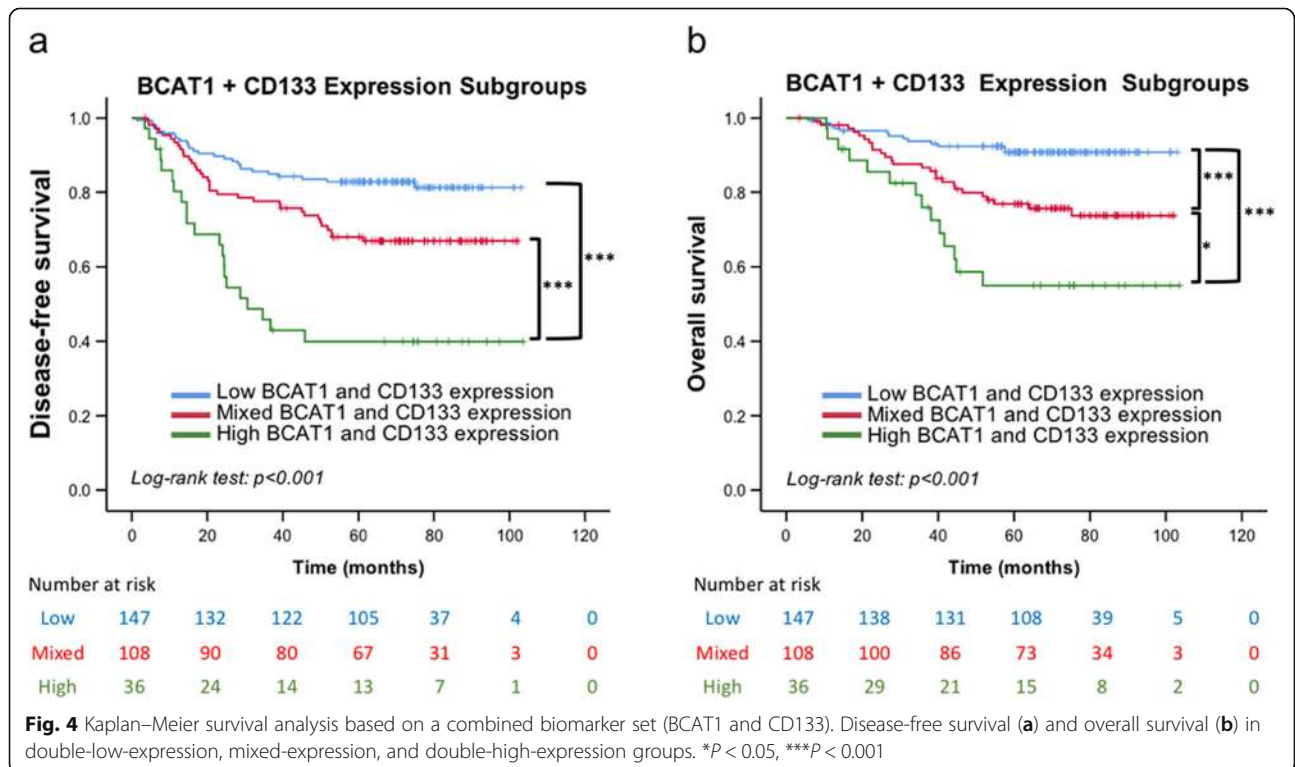 a
BCAT1 + CD133 Expression Subgroups
1.0
0.8
0.6
0.4
0.2
0.0
Disease-free survival
***
***
Low BCAT1 and CD133 expression
Mixed BCAT1 and CD133 expression
High BCAT1 and CD133 expression
Log-rank test: p<0.001
0 20 40 60 80 100 120
Time (months)
Number at risk
Low 147 132 122 105 37 4 0
Mixed 108 90 80 67 31 3 0
High 36 24 14 13 7 1 0
b
BCAT1 + CD133 Expression Subgroups
1.0
0.8
0.6
0.4
0.2
0.0
Overall survival
***
*
***
Low BCAT1 and CD133 expression
Mixed BCAT1 and CD133 expression
High BCAT1 and CD133 expression
Log-rank test: p<0.001
0 20 40 60 80 100 120
Time (months)
Number at risk
Low 147 138 131 108 39 5 0
Mixed 108 100 86 73 34 3 0
High 36 29 21 15 8 2 0
Fig. 4 Kaplan–Meier survival analysis based on a combined biomarker set (BCAT1 and CD133). Disease-free survival (a) and overall survival (b) in
double-low-expression, mixed-expression, and double-high-expression groups. *P < 0.05, ***P < 0.001